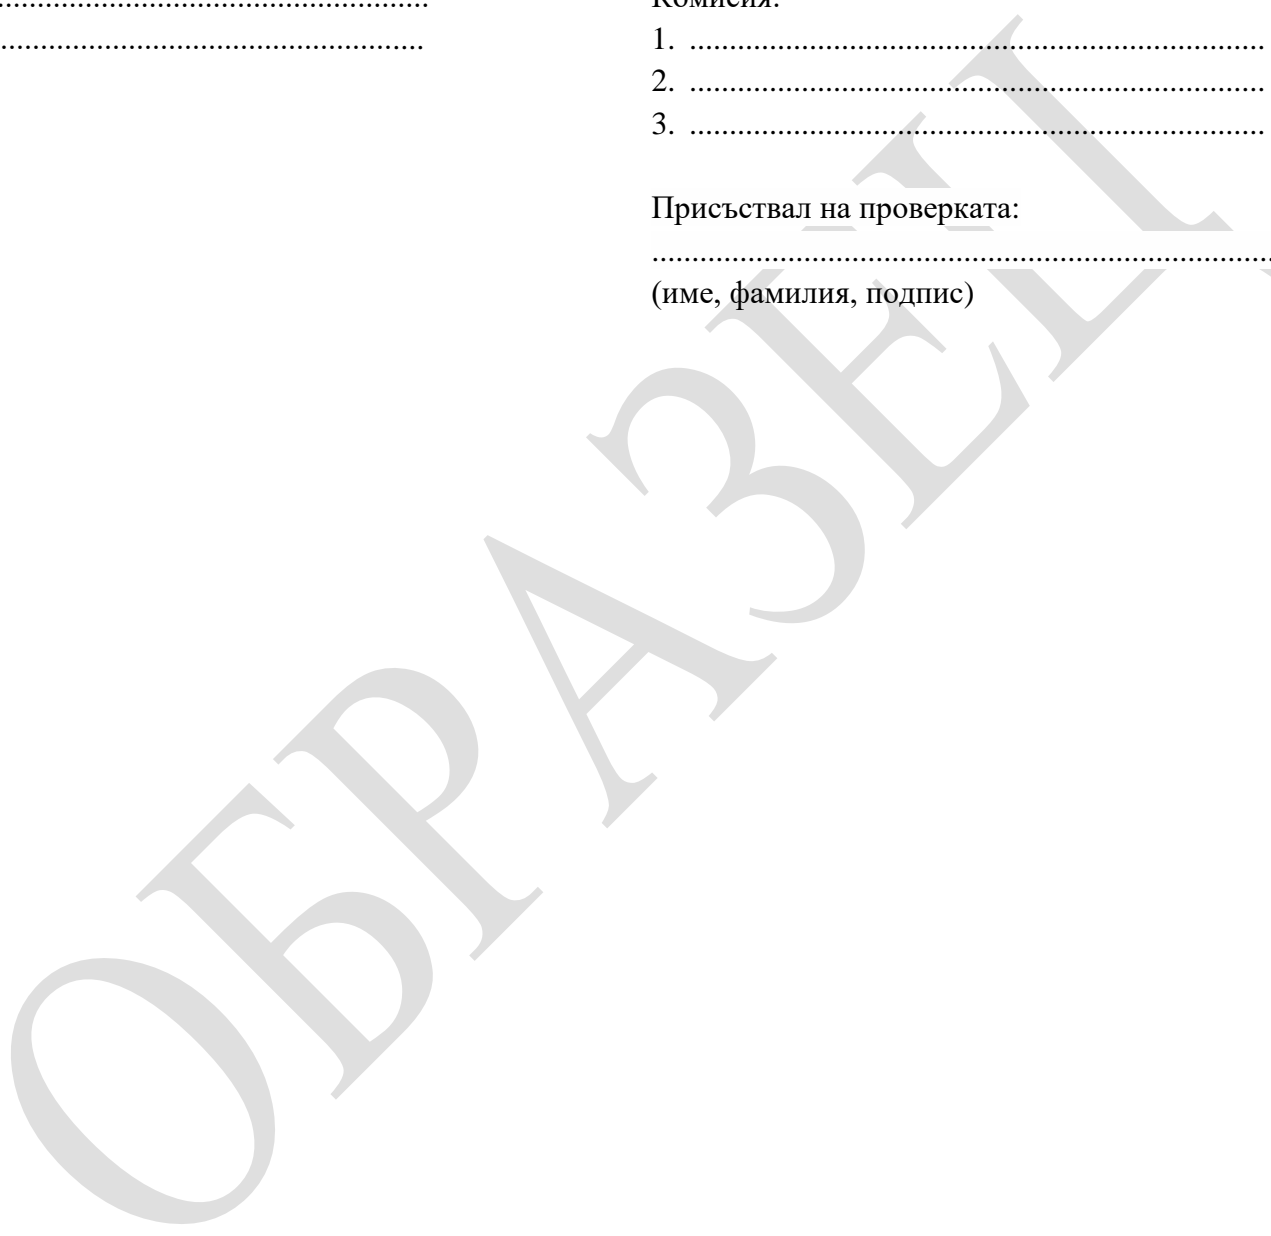 ....................................................... Комисия:
..................................................... 1. ........................................................................
2. ........................................................................
3. ........................................................................
Присъствал на проверката:
..............................................................................
(име, фамилия, подпис)
ОБРАЗЕЦ